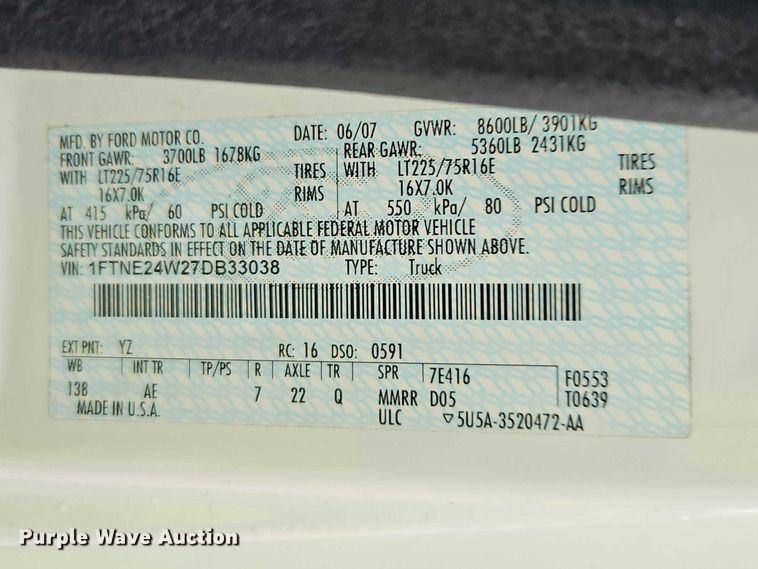 MFD. BY FORD MOTOR CO. DATE: 06/07 GVWR: 8600LB/ 3901KG
FRONT GAWR: 3700LB 1678KG REAR GAWR: 5360LB 2431KG
WITH LT225/75R16E TIRES WITH LT225/75R16E TIRES
16X7.0K RIMS 16X7.0K RIMS
AT 415 kPa/ 60 PSI COLD AT 550 kPa/ 80 PSI COLD
THIS VEHICLE CONFORMS TO ALL APPLICABLE FEDERAL MOTOR VEHICLE
SAFETY STANDARDS IN EFFECT ON THE DATE OF MANUFACTURE SHOWN ABOVE.
VIN: 1FTNE24W27DB33038 TYPE: Truck
EXT PNT: YZ RC: 16 DSO: 0591
WB INT TR TP/PS R AXLE TR SPR 7E416 F0553
138 AE 7 22 Q MMRR D05 T0639
MADE IN U.S.A. ULC ▽5U5A-3520472-AA
Purple Wave Auction